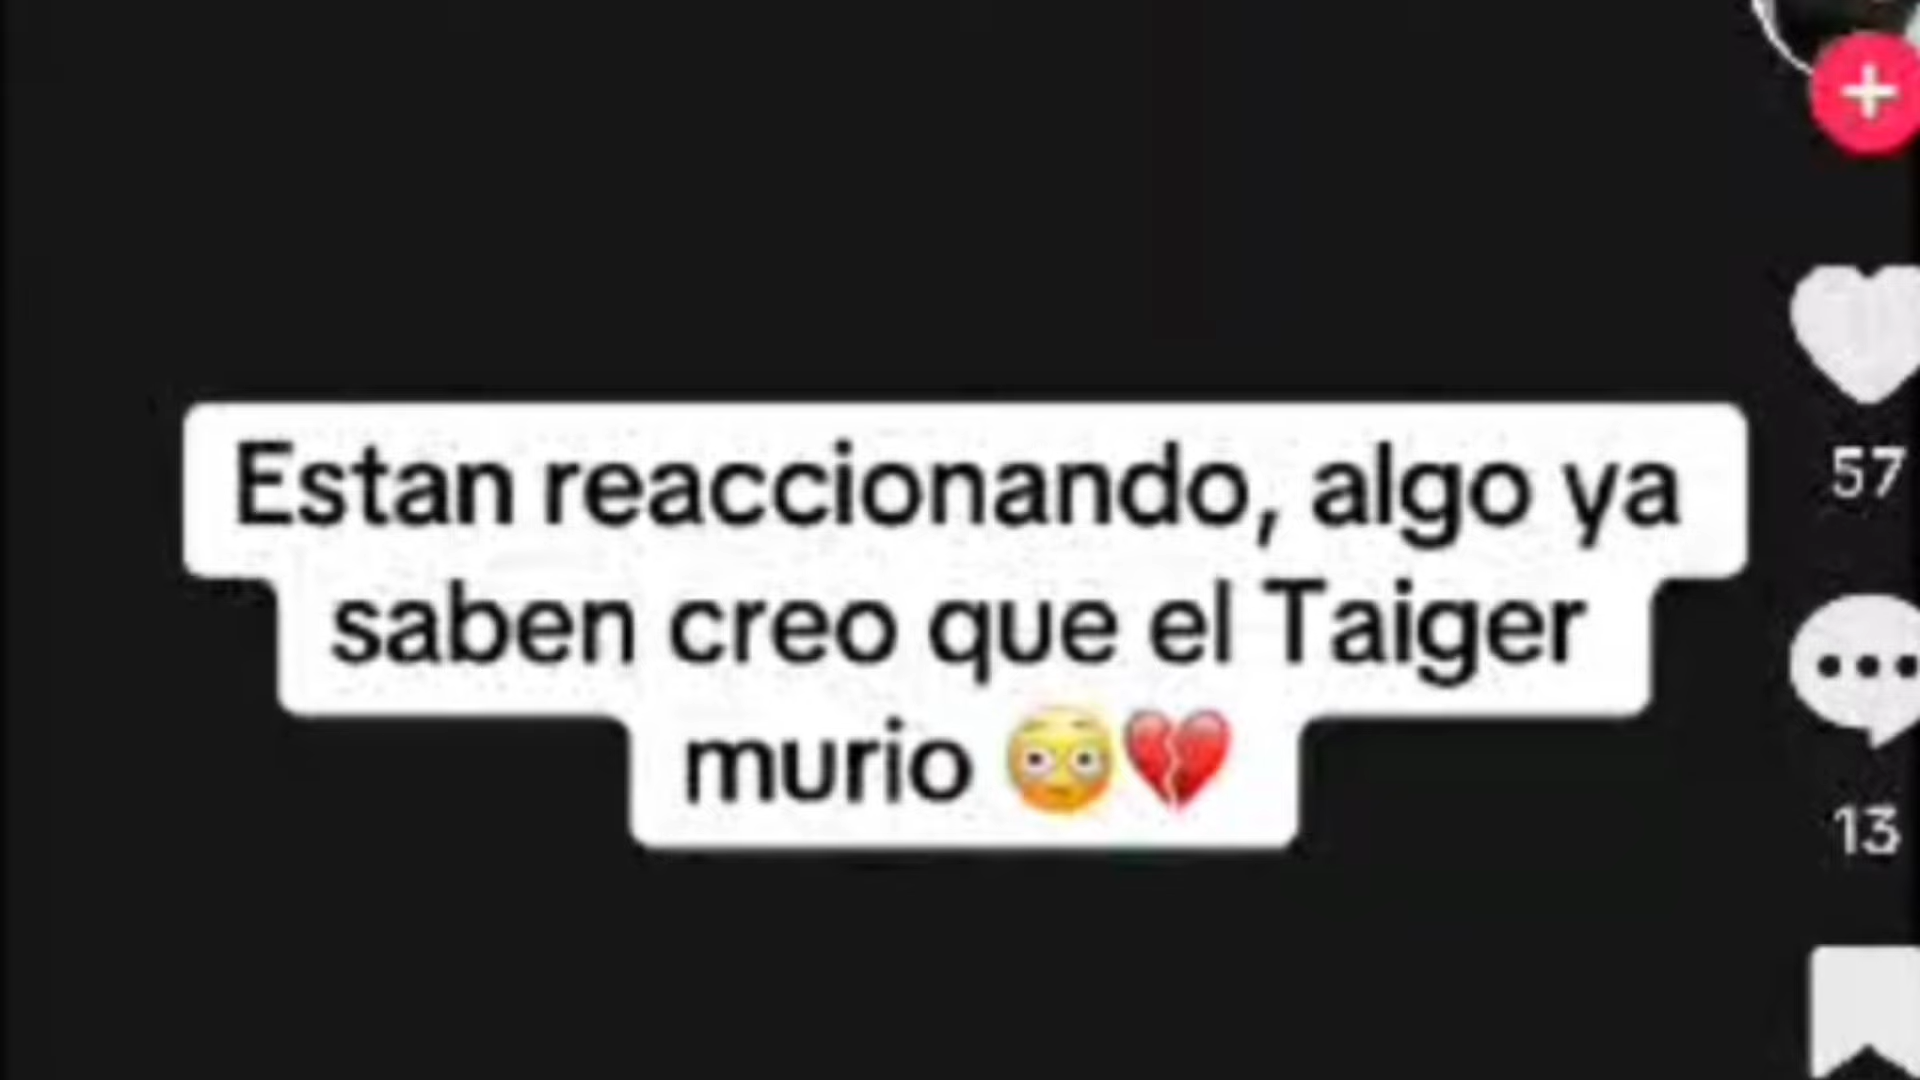 Estan reaccionando, algo ya
saben creo que el Taiger
murio 😳💔
57
13